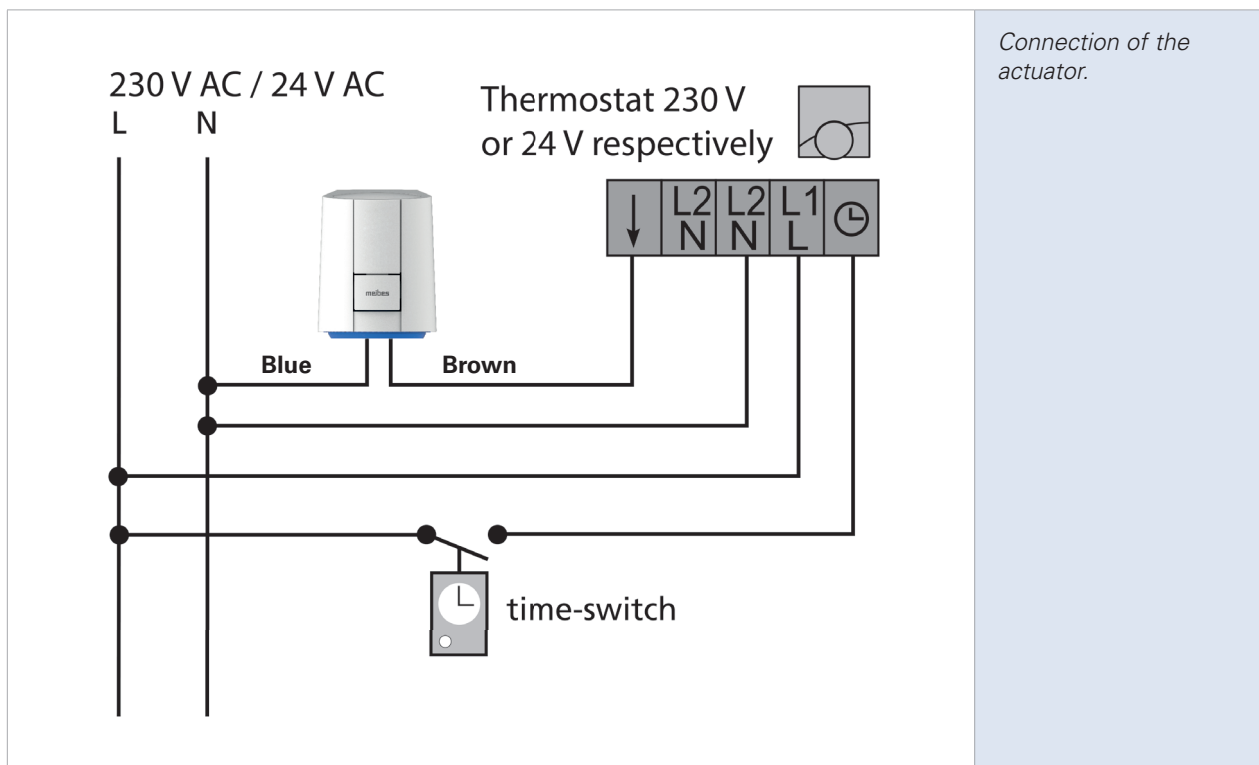 230 V AC / 24 V AC
L N
Thermostat 230 V
or 24 V respectively
L2 L2 L1
N N L
meibes
Blue Brown
time-switch
Connection of the
actuator.